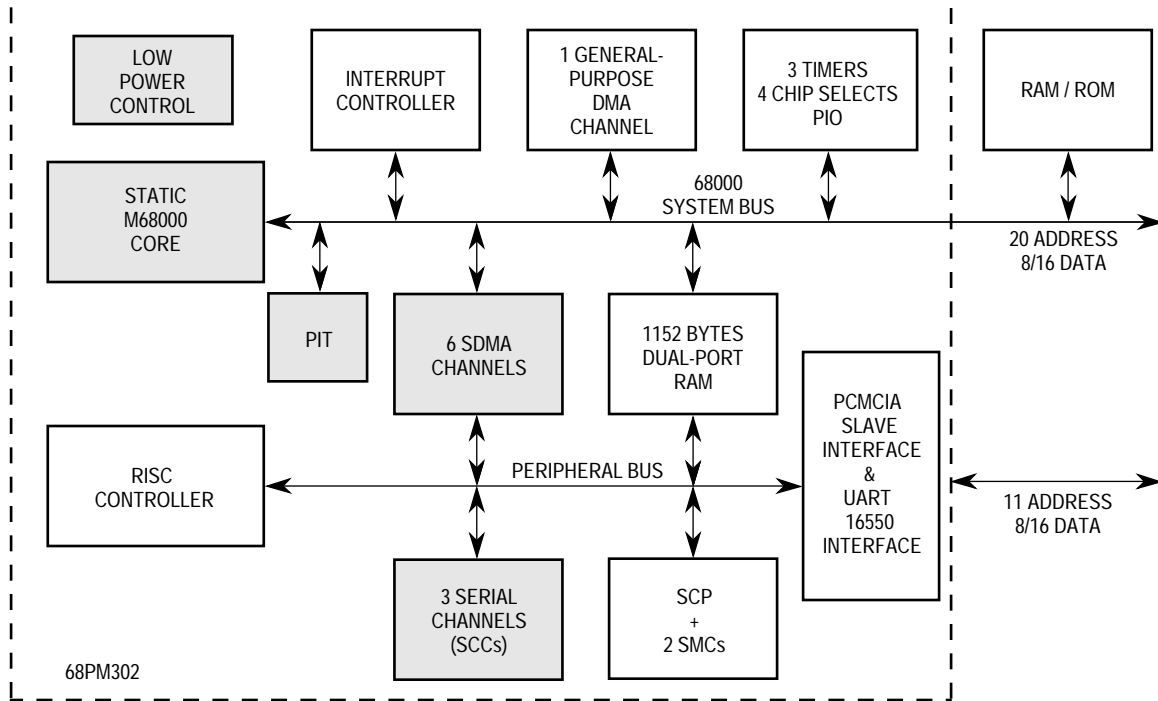 LOW
POWER
CONTROL
INTERRUPT
CONTROLLER
1 GENERAL-
PURPOSE
DMA
CHANNEL
3 TIMERS
4 CHIP SELECTS
PIO
RAM / ROM
STATIC
M68000
CORE
68000
SYSTEM BUS
20 ADDRESS
8/16 DATA
PIT
6 SDMA
CHANNELS
1152 BYTES
DUAL-PORT
RAM
PCMCIA
SLAVE
INTERFACE
&
UART
16550
INTERFACE
RISC
CONTROLLER
PERIPHERAL BUS
11 ADDRESS
8/16 DATA
3 SERIAL
CHANNELS
(SCCs)
SCP
+
2 SMCs
68PM302